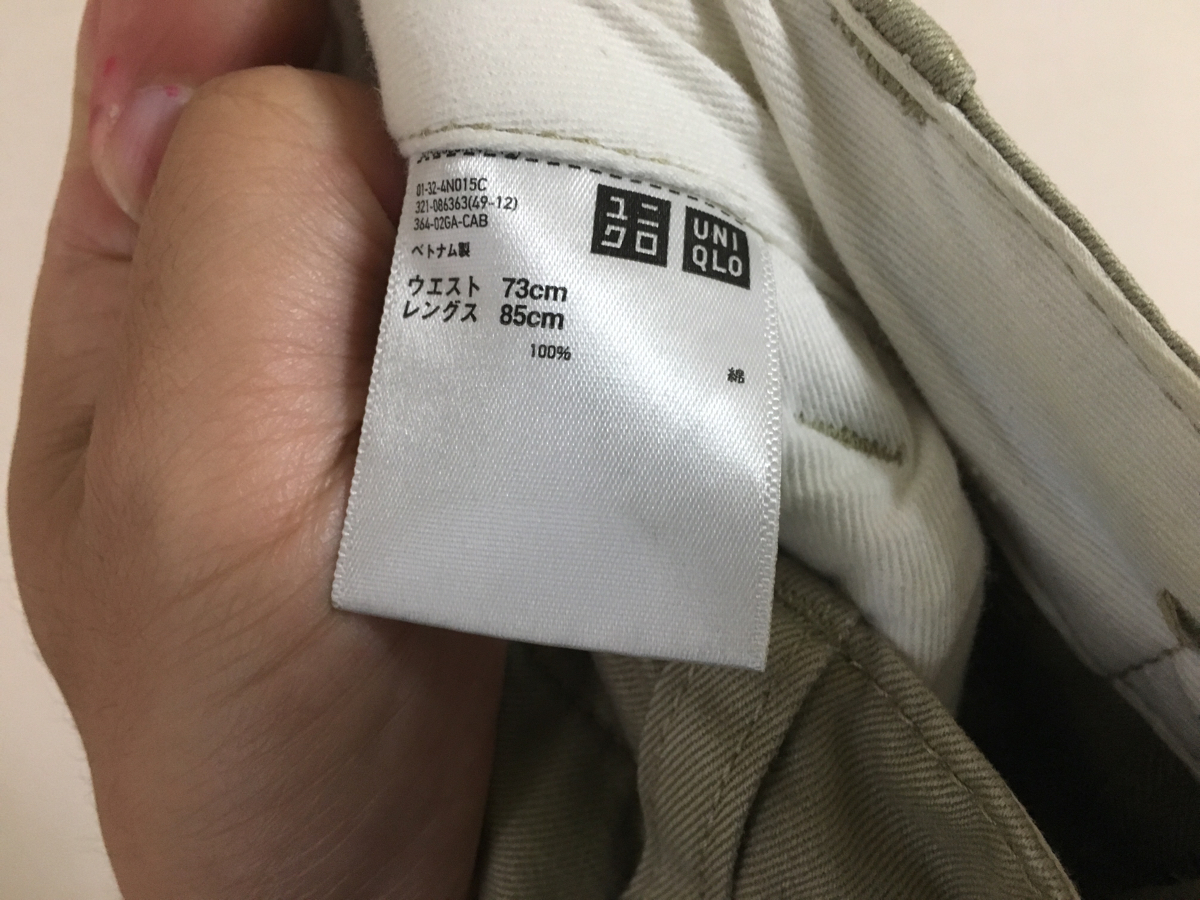 01-32-4N015C
321-086363(49-12)
364-02GA-CAB
ベトナム製
ユニ
クロ
UNI
QLO
ウエスト 73cm
レングス 85cm
100%
綿